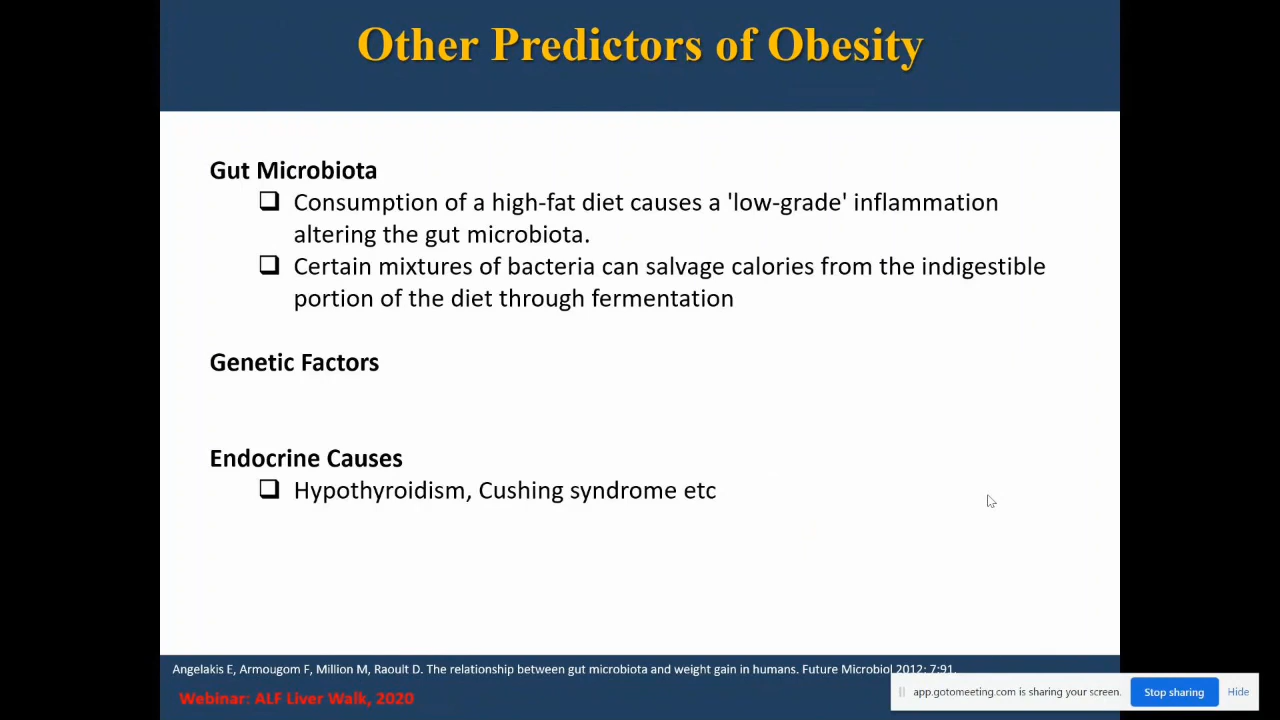 Other Predictors of Obesity
Gut Microbiota
❑ Consumption of a high-fat diet causes a 'low-grade' inflammation
altering the gut microbiota.
❑ Certain mixtures of bacteria can salvage calories from the indigestible
portion of the diet through fermentation
Genetic Factors
Endocrine Causes
❑ Hypothyroidism, Cushing syndrome etc
Angelakis E, Armougom F, Million M, Raoult D. The relationship between gut microbiota and weight gain in humans. Future Microbiol 2012; 7:91.
Webinar: ALF Liver Walk, 2020
app.gotomeeting.com is sharing your screen.
Stop sharing
Hide